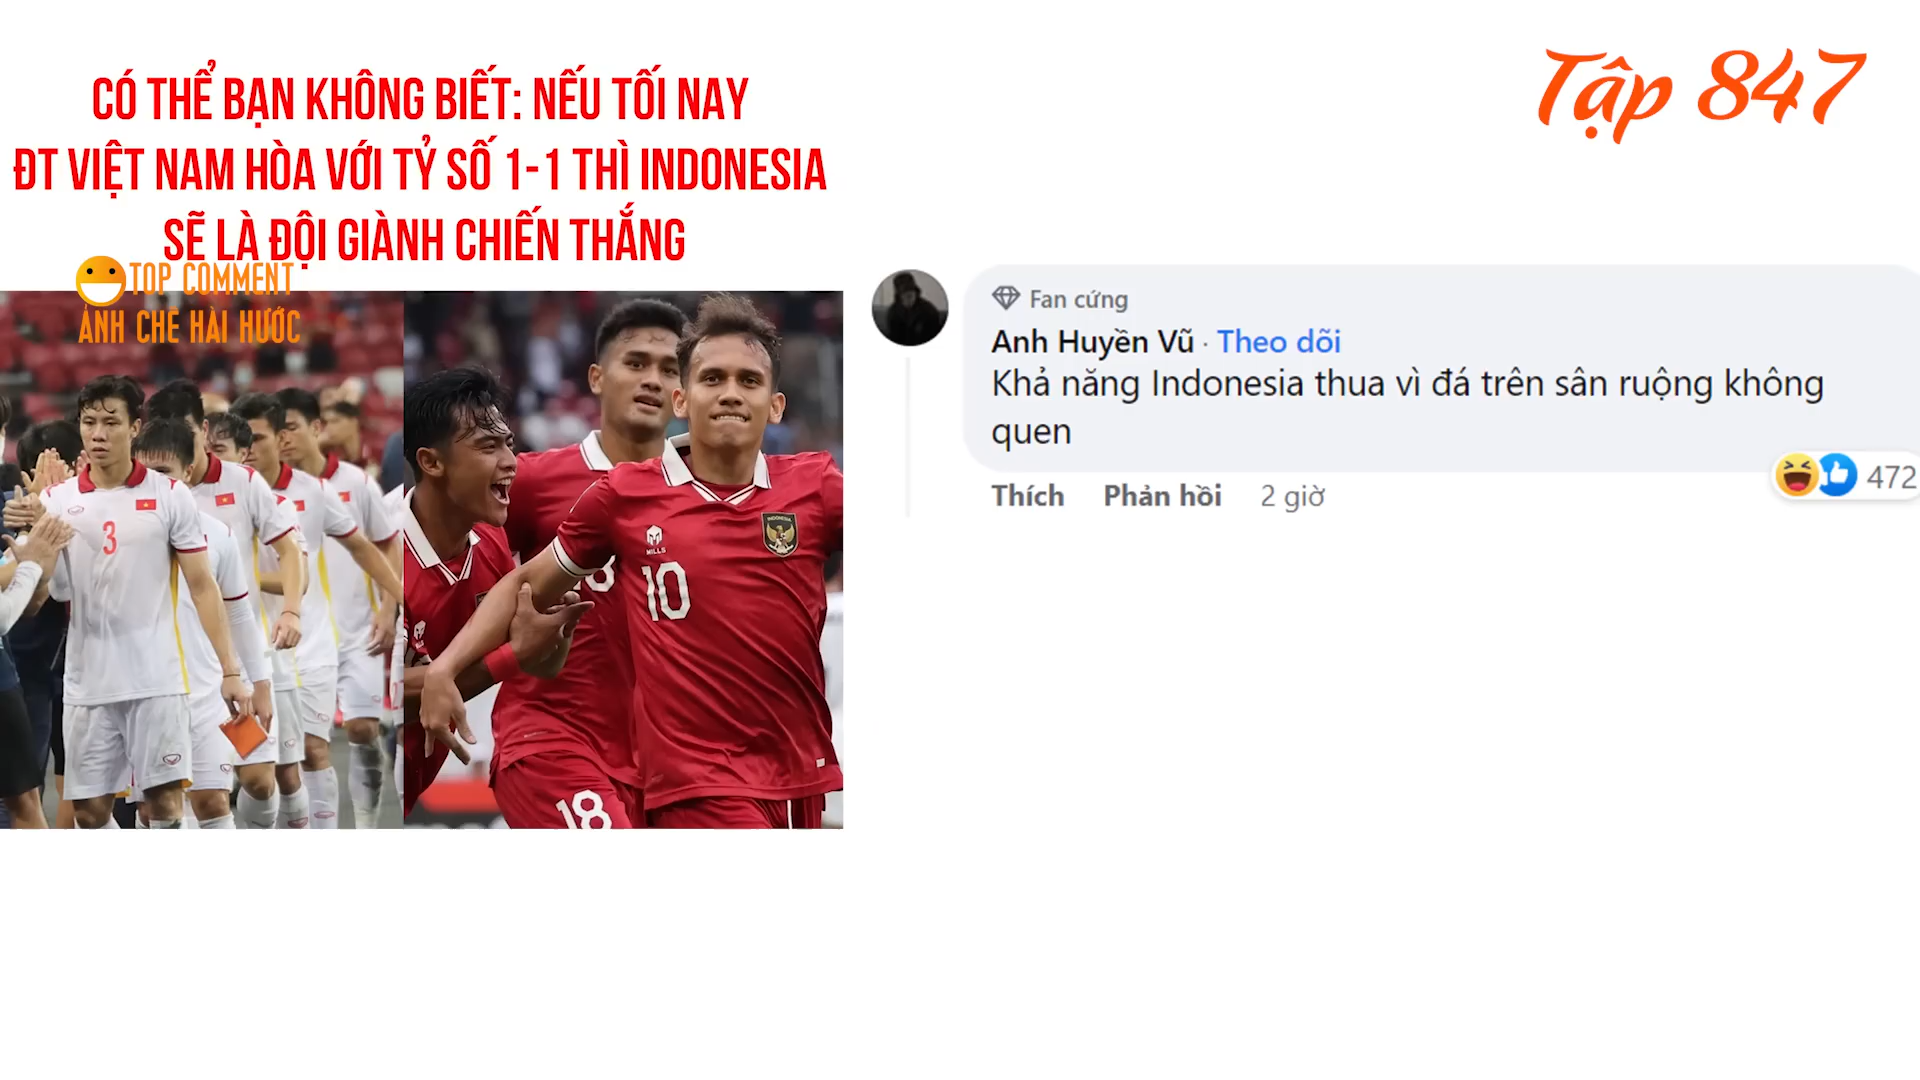 CÓ THỂ BẠN KHÔNG BIẾT: NẾU TỐI NAY
ĐT VIỆT NAM HÒA VỚI TỶ SỐ 1-1 THÌ INDONESIA
SẼ LÀ ĐỘI GIÀNH CHIẾN THẮNG
TOP COMMENT
ẢNH CHẾ HÀI HƯỚC
3
MILLS
INDONESIA
10
18
18
Tập 847
Fan cứng
Anh Huyền Vũ · Theo dõi
Khả năng Indonesia thua vì đá trên sân ruộng không
quen
Thích Phản hồi 2 giờ
472